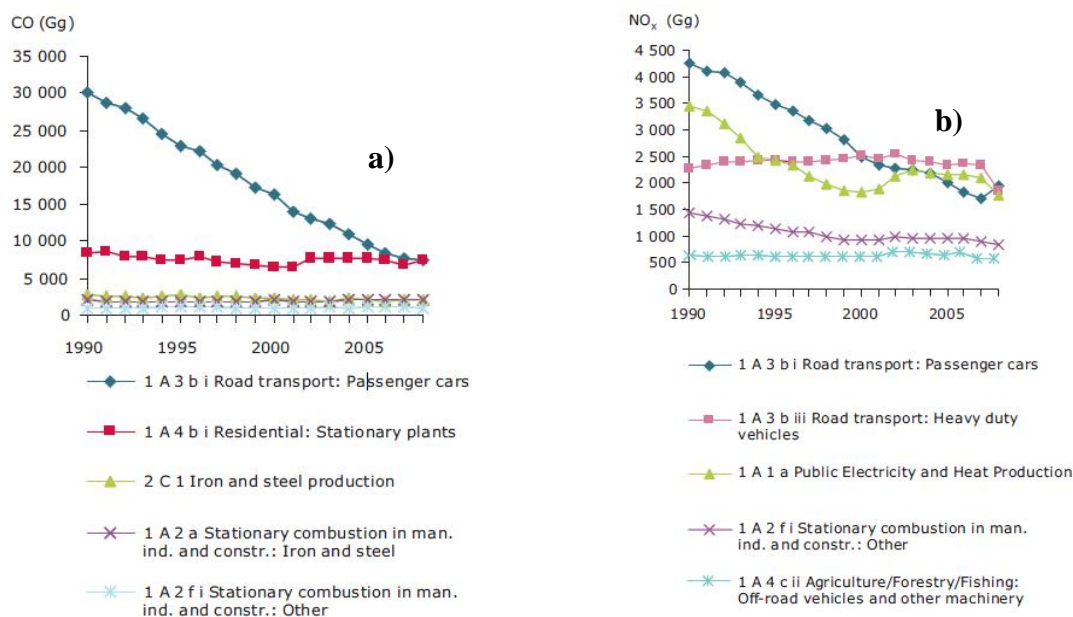 CO (Gg)
35 000
30 000
25 000
20 000
15 000
10 000
5 000
0
1990
1995
2000
2005
a)
1 A 3 b i Road transport: Passenger cars
1 A 4 b i Residential: Stationary plants
2 C 1 Iron and steel production
1 A 2 a Stationary combustion in man.
ind. and constr.: Iron and steel
1 A 2 f i Stationary combustion in man.
ind. and constr.: Other
NOx (Gg)
4 500
4 000
3 500
3 000
2 500
2 000
1 500
1 000
500
0
1990
1995
2000
2005
b)
1 A 3 b i Road transport: Passenger cars
1 A 3 b iii Road transport: Heavy duty
vehicles
1 A 1 a Public Electricity and Heat Production
1 A 2 f i Stationary combustion in man.
ind. and constr.: Other
1 A 4 c ii Agriculture/Forestry/Fishing:
Off-road vehicles and other machinery